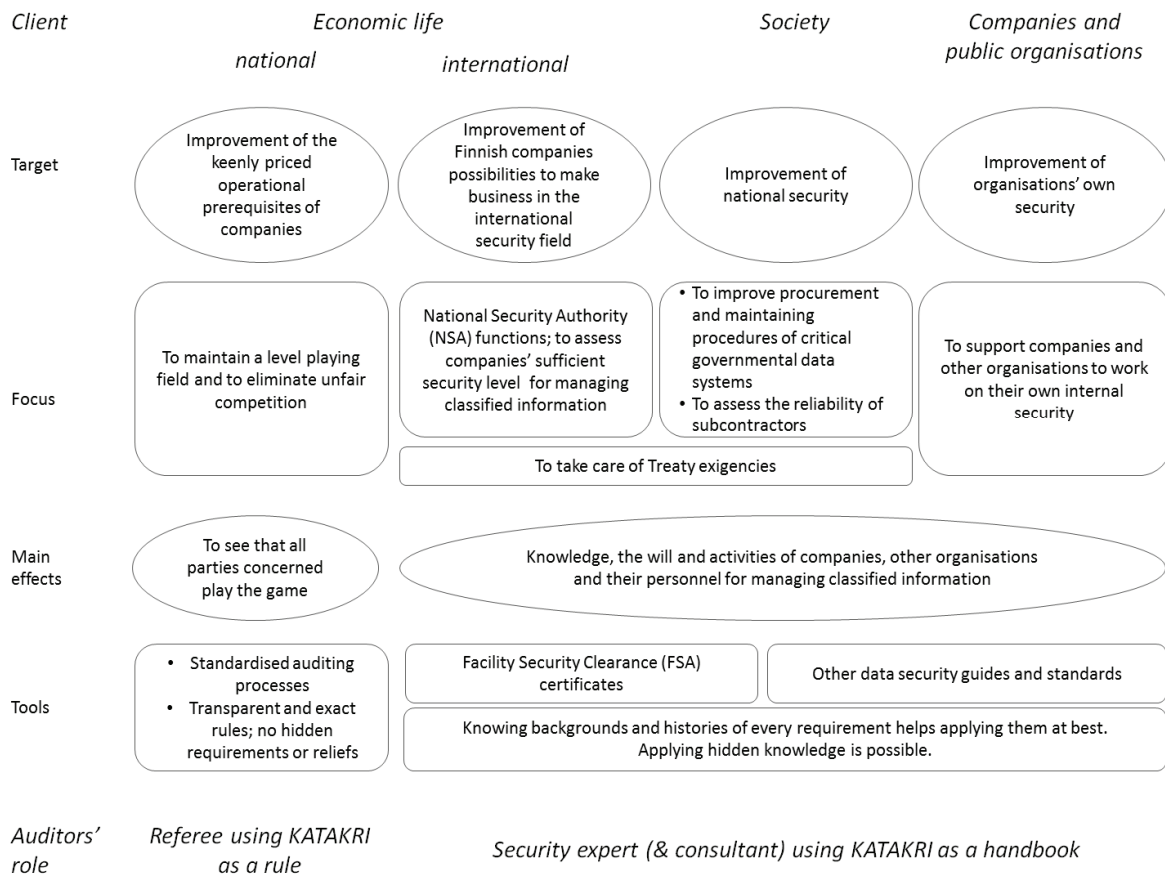 Client
Economic life
Society
Companies and
public organisations
national
international
Target
Improvement of the
keenly priced
operational
prerequisites of
companies
Improvement of
Finnish companies
possibilities to make
business in the
international
security field
Improvement of
national security
Improvement of
organisations' own
security
Focus
To maintain a level playing
field and to eliminate unfair
competition
National Security Authority
(NSA) functions; to assess
companies' sufficient
security level for managing
classified information
• To improve procurement
and maintaining
procedures of critical
governmental data
systems
• To assess the reliability of
subcontractors
To support companies and
other organisations to work
on their own internal
security
To take care of Treaty exigencies
Main
effects
To see that all
parties concerned
play the game
Knowledge, the will and activities of companies, other organisations
and their personnel for managing classified information
Tools
• Standardised auditing
processes
• Transparent and exact
rules; no hidden
requirements or reliefs
Facility Security Clearance (FSA)
certificates
Other data security guides and standards
Knowing backgrounds and histories of every requirement helps applying them at best.
Applying hidden knowledge is possible.
Auditors'
role
Referee using KATAKRI
as a rule
Security expert (& consultant) using KATAKRI as a handbook